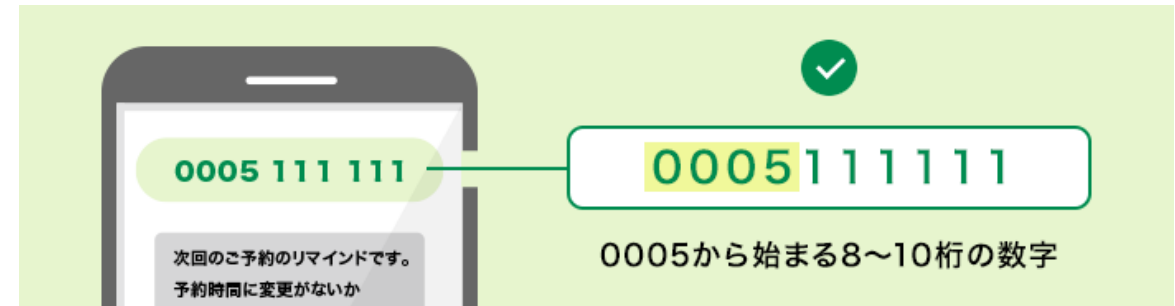 0005 111 111
0005111111
0005から始まる8〜10桁の数字
次回のご予約のリマインドです。
予約時間に変更がないか